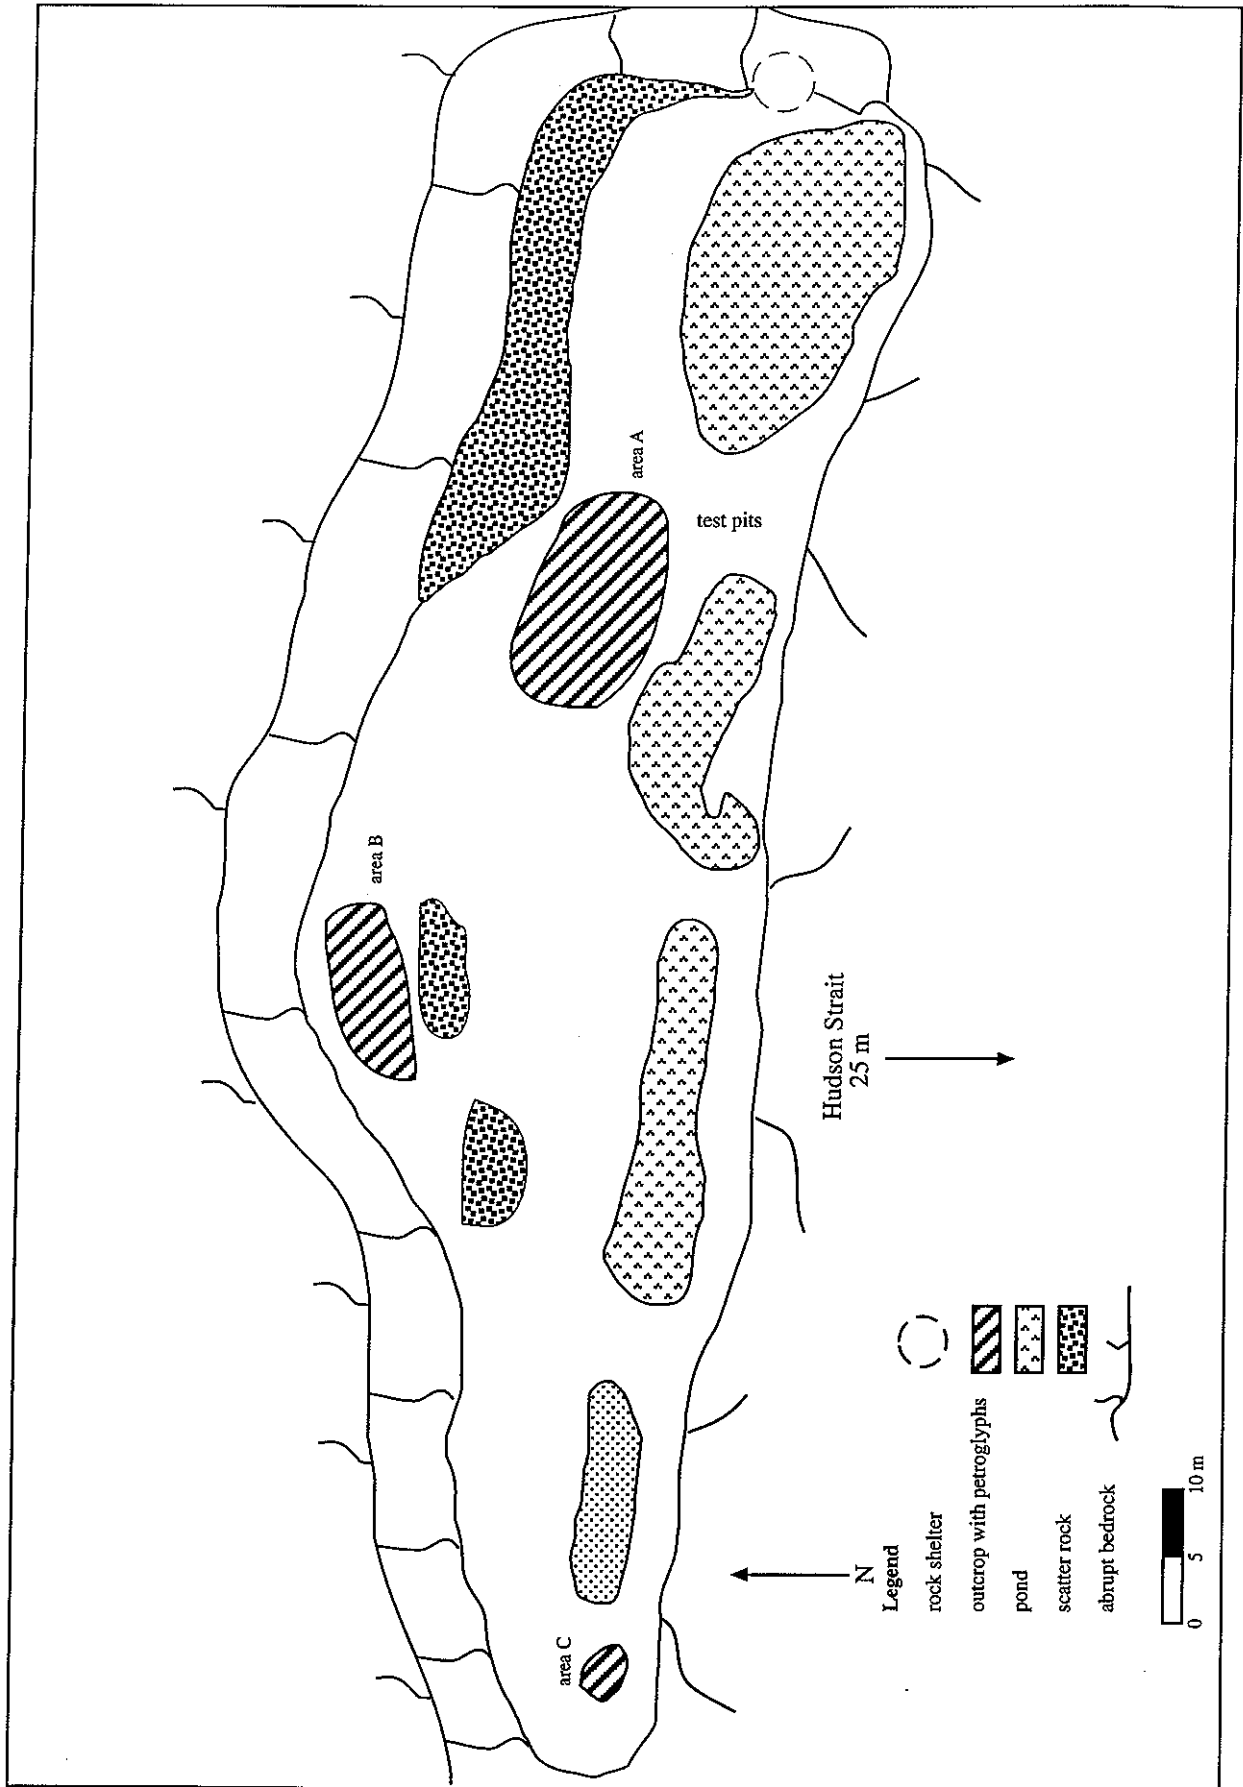 area A
test pits
area B
area C
Hudson Strait
25 m
N
Legend
rock shelter
outcrop with petroglyphs
pond
scatter rock
abrupt bedrock
0 5 10 m